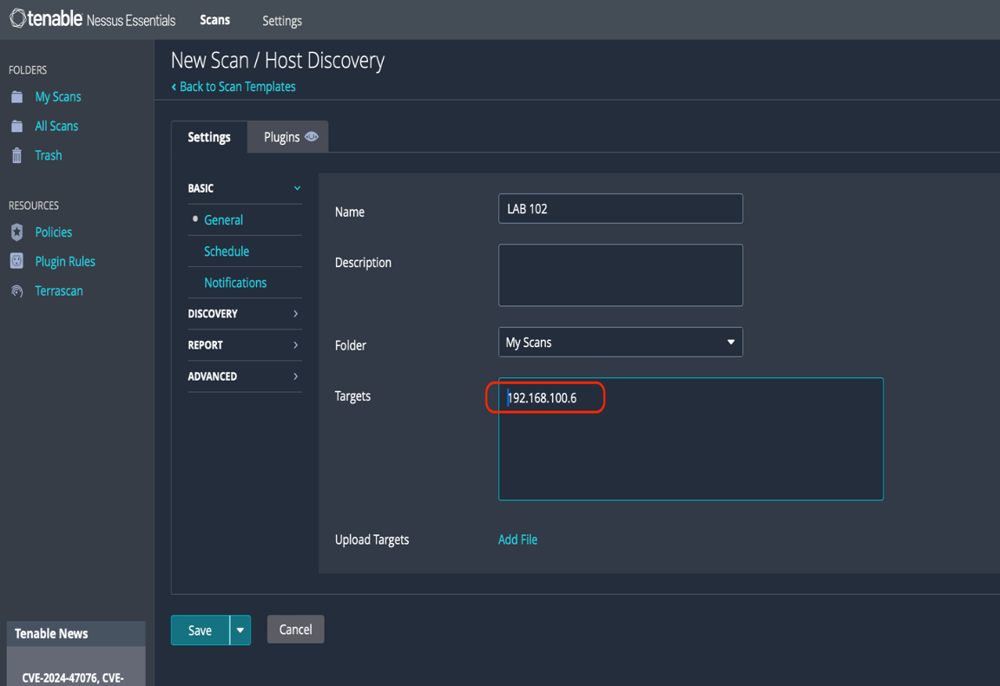 tenable Nessus Essentials Scans Settings
FOLDERS
My Scans
All Scans
Trash
RESOURCES
Policies
Plugin Rules
Terrascan
Tenable News
CVE-2024-47076, CVE-
New Scan / Host Discovery
‹ Back to Scan Templates
Settings Plugins
BASIC
General
Schedule
Notifications
DISCOVERY
REPORT
ADVANCED
Name LAB 102
Description
Folder My Scans
Targets 192.168.100.6
Upload Targets Add File
Save Cancel